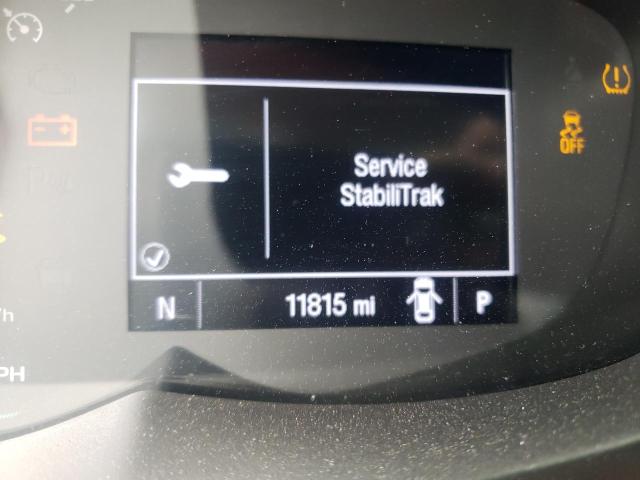 Service
StabiliTrak
OFF
N 11815 mi P
/h
PH